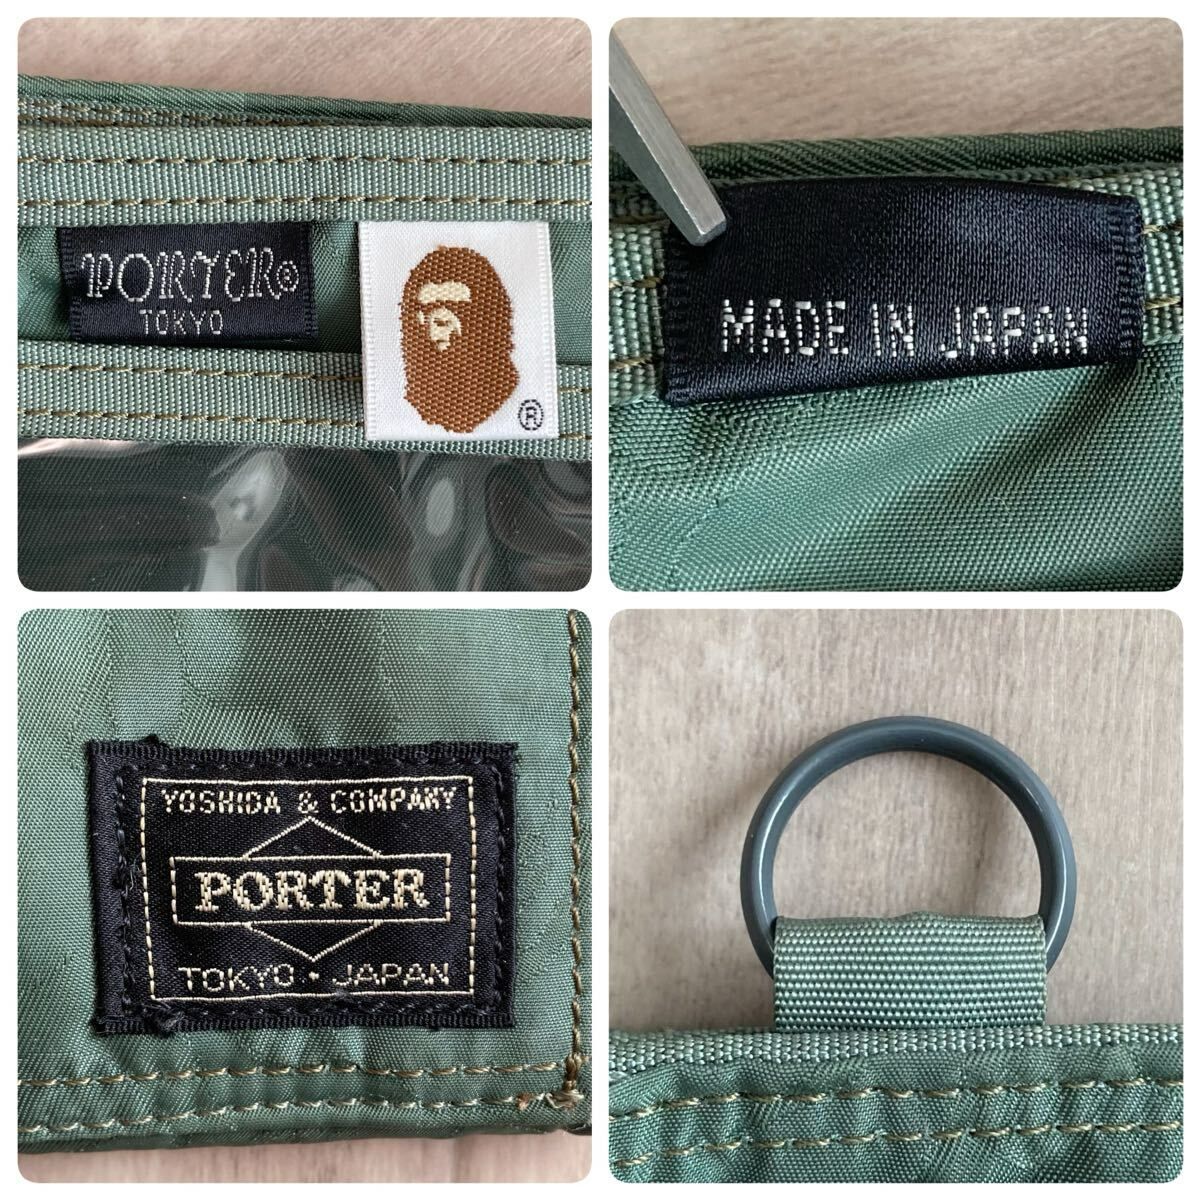 PORTER®
TOKYO
®
MADE IN JAPAN
YOSHIDA & COMPANY
PORTER
TOKYO · JAPAN